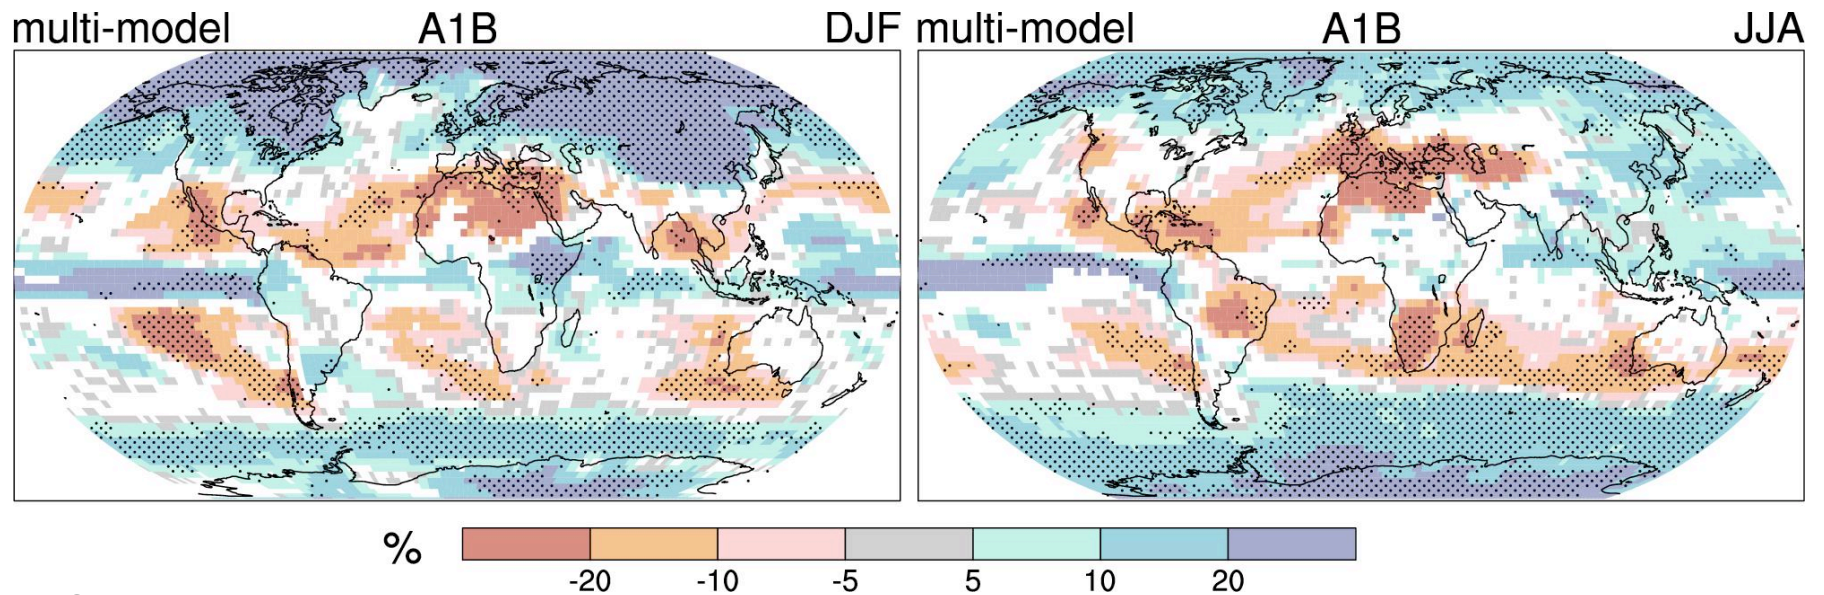 multi-model A1B DJF
multi-model A1B JJA
%
-20 -10 -5 5 10 20